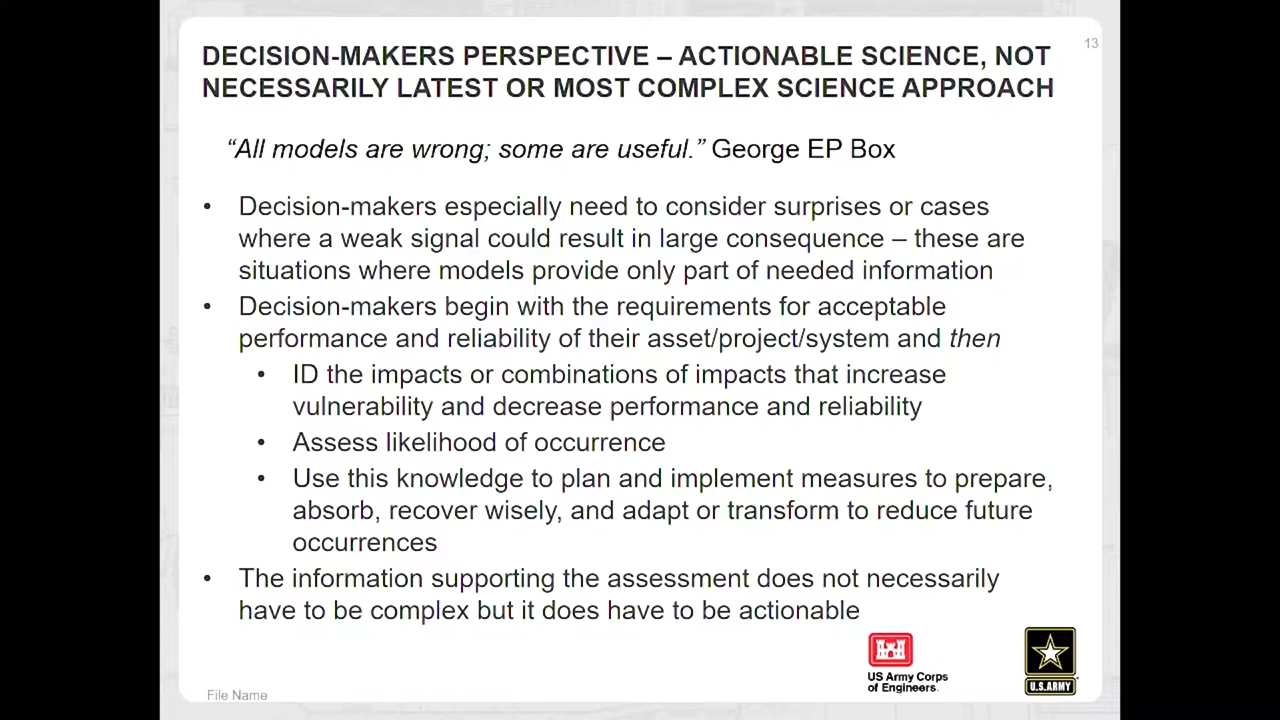 13
DECISION-MAKERS PERSPECTIVE – ACTIONABLE SCIENCE, NOT
NECESSARILY LATEST OR MOST COMPLEX SCIENCE APPROACH
“All models are wrong; some are useful.” George EP Box
• Decision-makers especially need to consider surprises or cases
where a weak signal could result in large consequence – these are
situations where models provide only part of needed information
• Decision-makers begin with the requirements for acceptable
performance and reliability of their asset/project/system and then
• ID the impacts or combinations of impacts that increase
vulnerability and decrease performance and reliability
• Assess likelihood of occurrence
• Use this knowledge to plan and implement measures to prepare,
absorb, recover wisely, and adapt or transform to reduce future
occurrences
• The information supporting the assessment does not necessarily
have to be complex but it does have to be actionable
US Army Corps
of Engineers.
U.S.ARMY
File Name